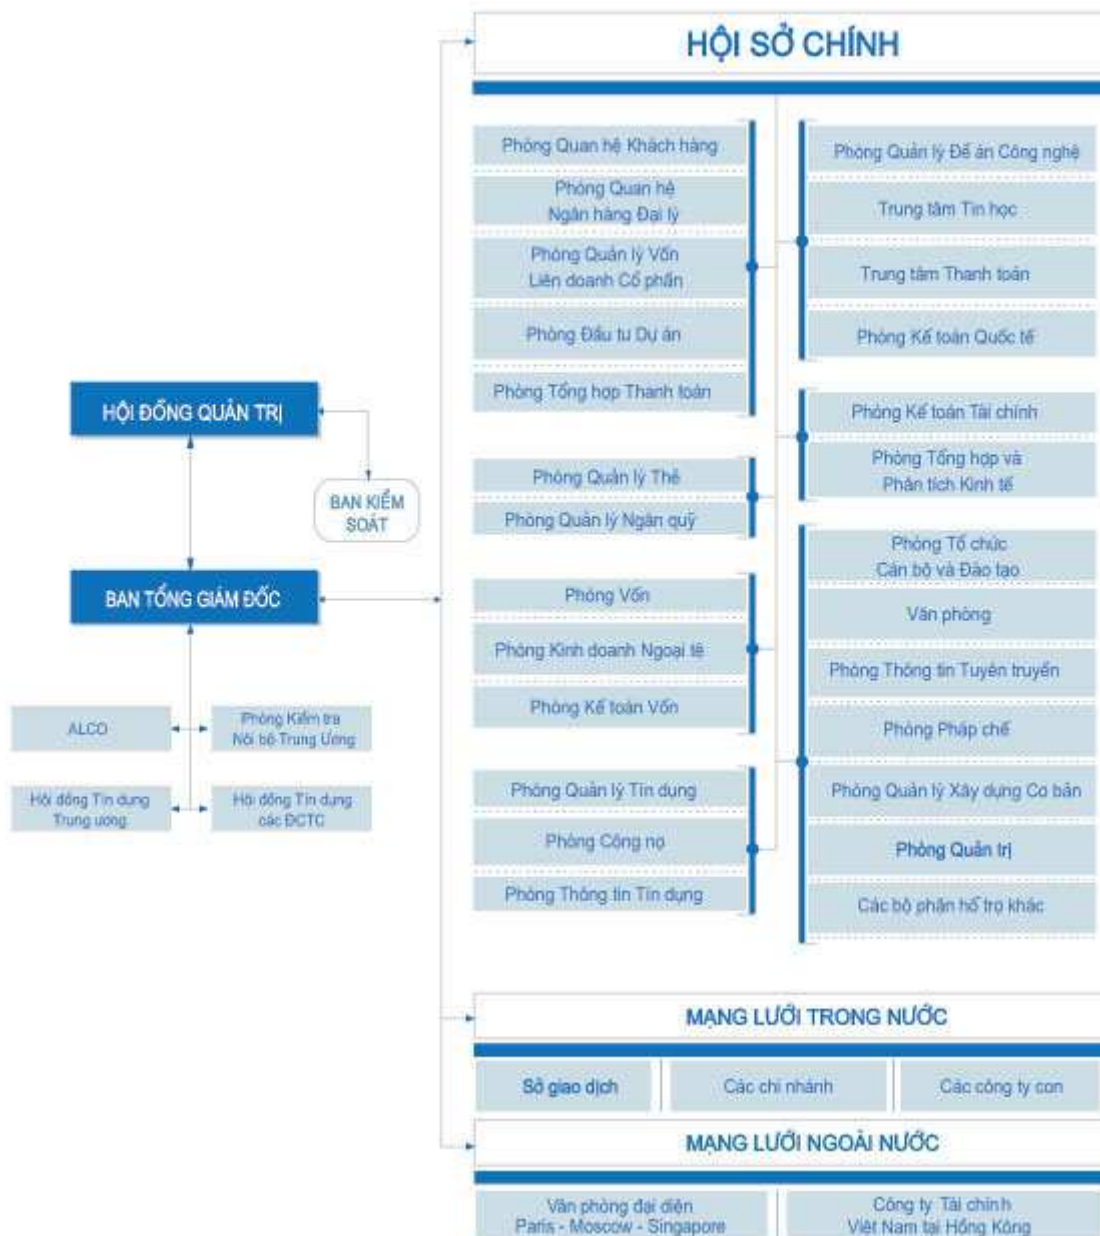 HỘI SỞ CHÍNH
Phòng Quan hệ Khách hàng
Phòng Quan hệ
Ngân hàng Đại lý
Phòng Quản lý Vốn
Liên doanh Cổ phần
Phòng Đầu tư Dự án
Phòng Tổng hợp Thanh toán
Phòng Quản lý Thẻ
Phòng Quản lý Ngân quỹ
Phòng Vốn
Phòng Kinh doanh Ngoại tệ
Phòng Kế toán Vốn
Phòng Quản lý Tín dụng
Phòng Công nợ
Phòng Thông tin Tín dụng
Phòng Quản lý Đề án Công nghệ
Trung tâm Tin học
Trung tâm Thanh toán
Phòng Kế toán Quốc tế
Phòng Kế toán Tài chính
Phòng Tổng hợp và
Phân tích Kinh tế
Phòng Tổ chức
Cán bộ và Đào tạo
Văn phòng
Phòng Thông tin Tuyên truyền
Phòng Pháp chế
Phòng Quản lý Xây dựng Cơ bản
Phòng Quản trị
Các bộ phận hỗ trợ khác
HỘI ĐỒNG QUẢN TRỊ
BAN KIỂM
SOÁT
BAN TỔNG GIÁM ĐỐC
ALCO
Phòng Kiểm tra
Nội bộ Trung Ương
Hội đồng Tín dụng
Trung ương
Hội đồng Tín dụng
các ĐCTC
MẠNG LƯỚI TRONG NƯỚC
Sở giao dịch
Các chi nhánh
Các công ty con
MẠNG LƯỚI NGOÀI NƯỚC
Văn phòng đại diện
Paris - Moscow - Singapore
Công ty Tài chính
Việt Nam tại Hồng Kông